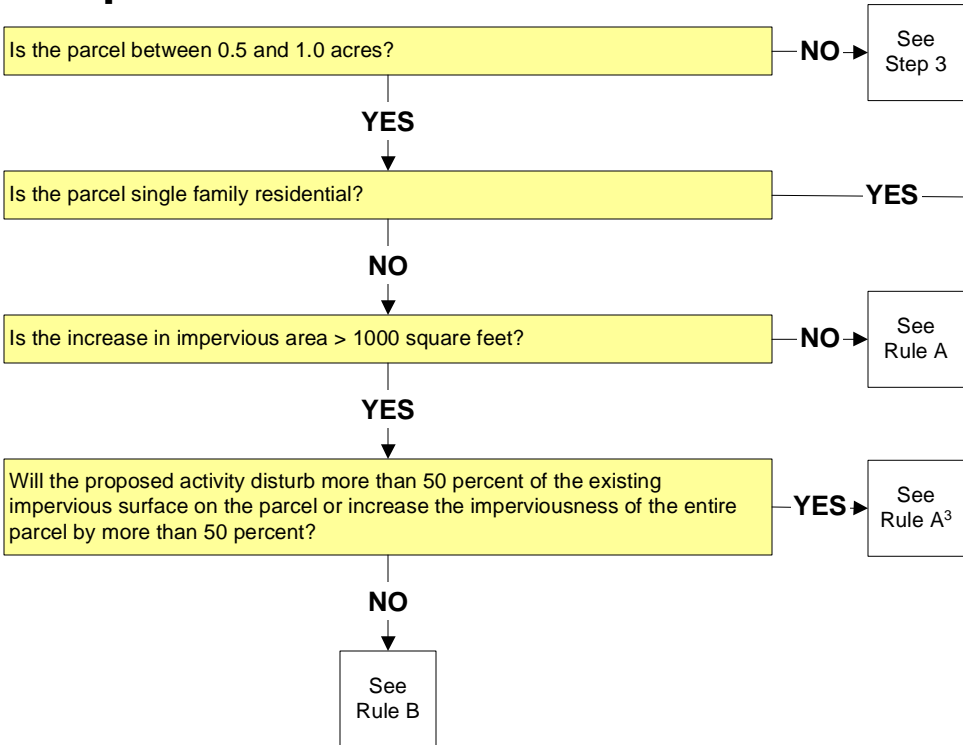 Is the parcel between 0.5 and 1.0 acres?
NO
See
Step 3
YES
Is the parcel single family residential?
YES
NO
Is the increase in impervious area > 1000 square feet?
NO
See
Rule A
YES
Will the proposed activity disturb more than 50 percent of the existing
impervious surface on the parcel or increase the imperviousness of the entire
parcel by more than 50 percent?
YES
See
Rule A³
NO
See
Rule B